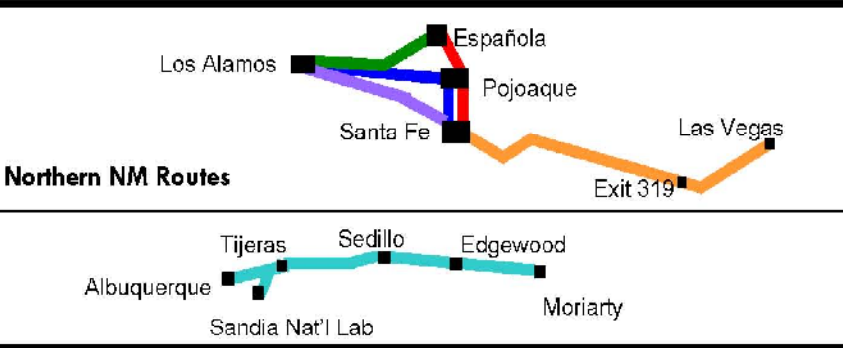 Española
Los Alamos
Pojoaque
Las Vegas
Santa Fe
Northern NM Routes
Exit 319
Tijeras
Sedillo
Edgewood
Albuquerque
Moriarty
Sandia Nat'l Lab